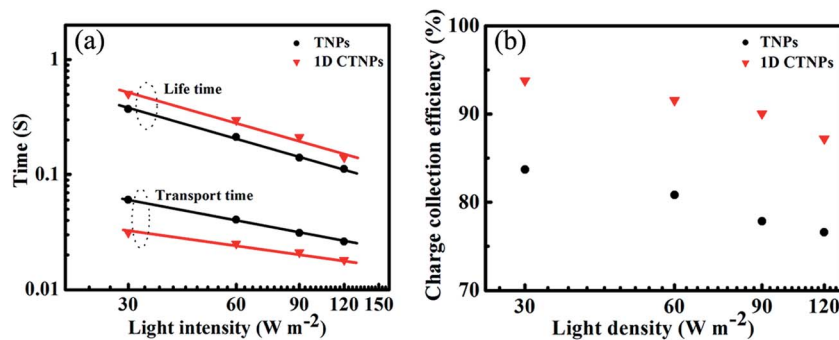 (a)
TNPs
1D CTNPs
Life time
Transport time
Time (S)
1
0.1
0.01
30 60 90 120 150
Light intensity (W m-2)
(b)
TNPs
1D CTNPs
Charge collection efficiency (%)
100
95
90
80
70
30 60 90 120
Light density (W m-2)